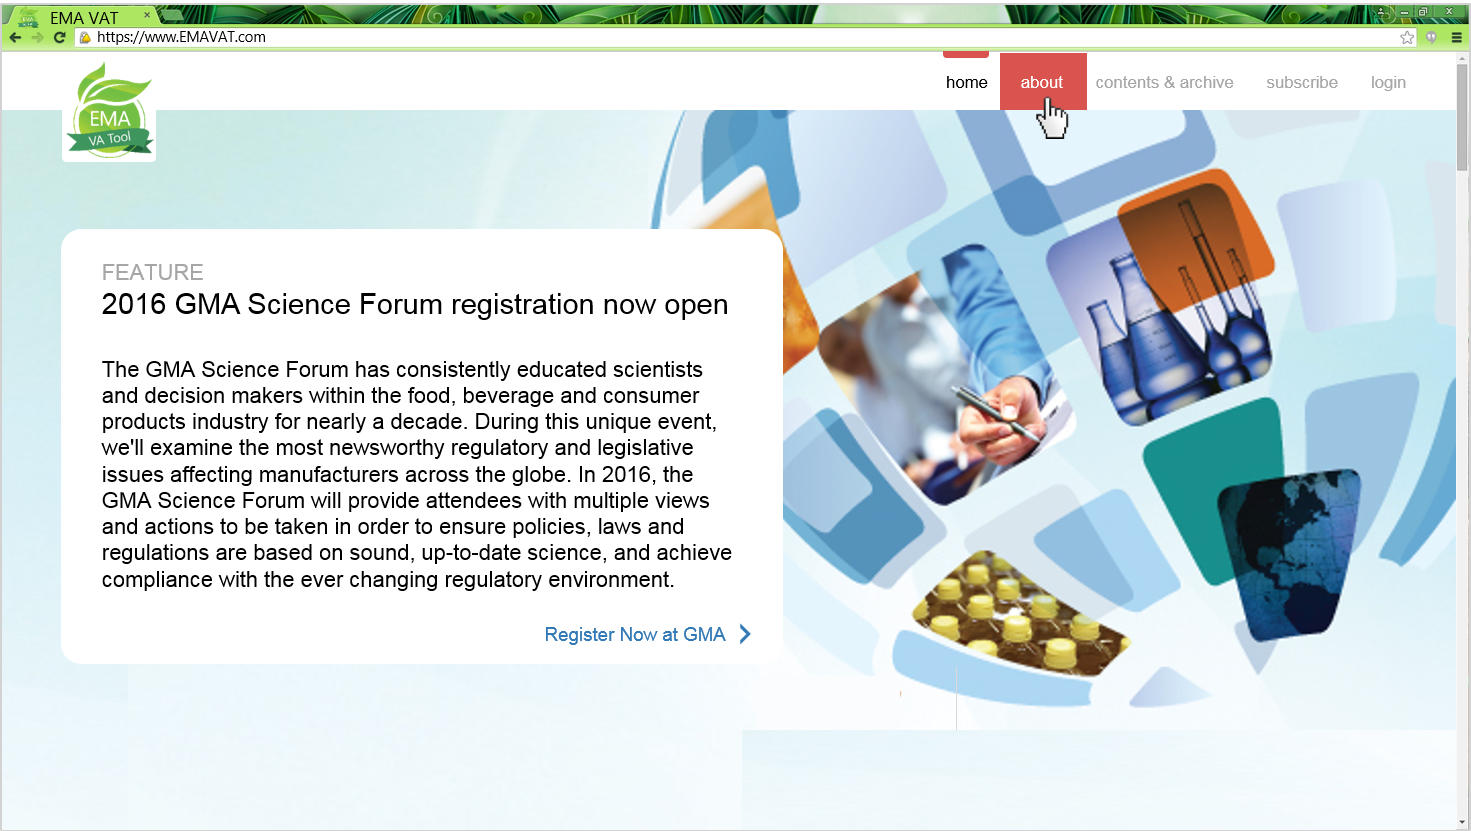 EMA VAT
https://www.EMAVAT.com
home about contents & archive subscribe login
EMA
VA Tool
FEATURE
2016 GMA Science Forum registration now open
The GMA Science Forum has consistently educated scientists
and decision makers within the food, beverage and consumer
products industry for nearly a decade. During this unique event,
we'll examine the most newsworthy regulatory and legislative
issues affecting manufacturers across the globe. In 2016, the
GMA Science Forum will provide attendees with multiple views
and actions to be taken in order to ensure policies, laws and
regulations are based on sound, up-to-date science, and achieve
compliance with the ever changing regulatory environment.
Register Now at GMA